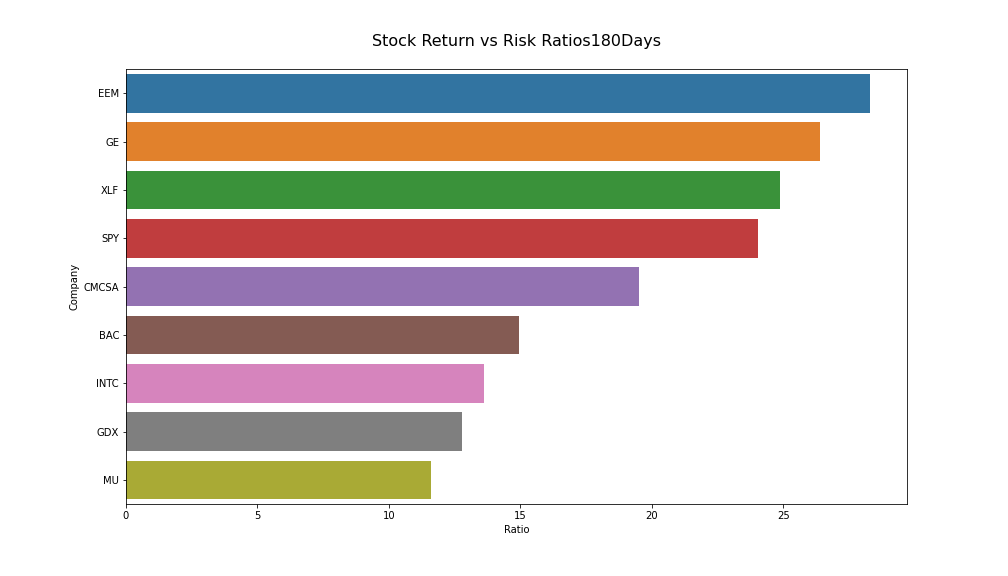 Stock Return vs Risk Ratios180Days
Company
EEM
GE
XLF
SPY
CMCSA
BAC
INTC
GDX
MU
0 5 10 15 20 25
Ratio